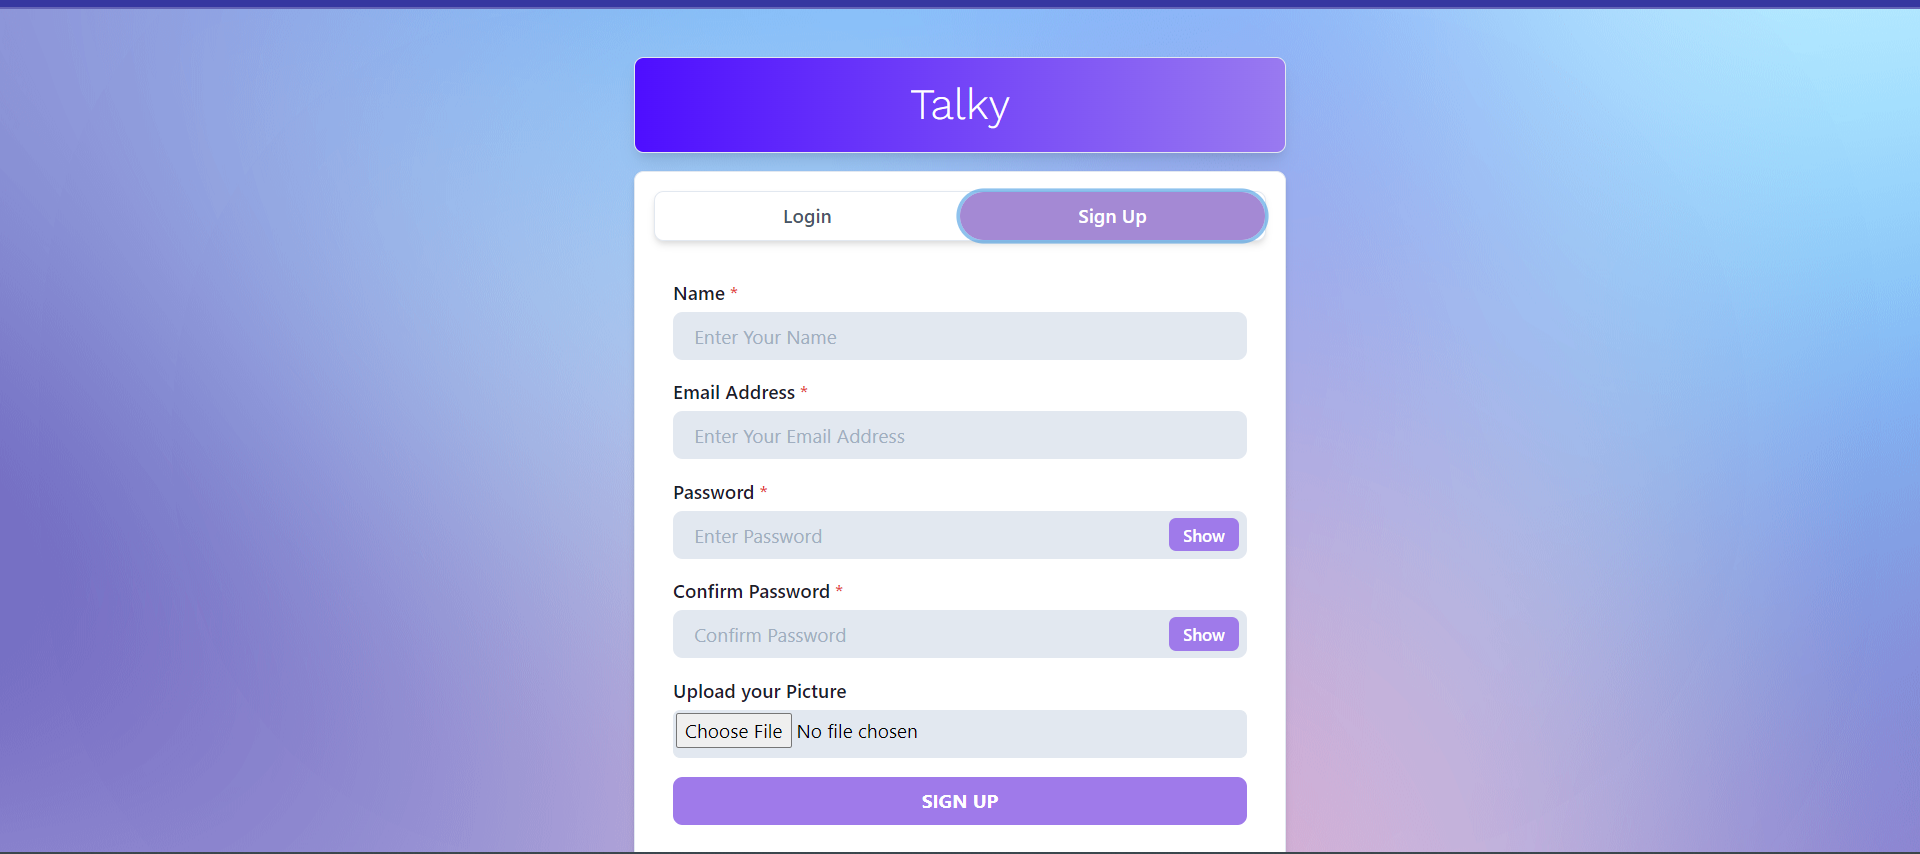 Talky
Login
Sign Up
Name *
Enter Your Name
Email Address *
Enter Your Email Address
Password *
Enter Password
Show
Confirm Password *
Confirm Password
Show
Upload your Picture
Choose File No file chosen
SIGN UP